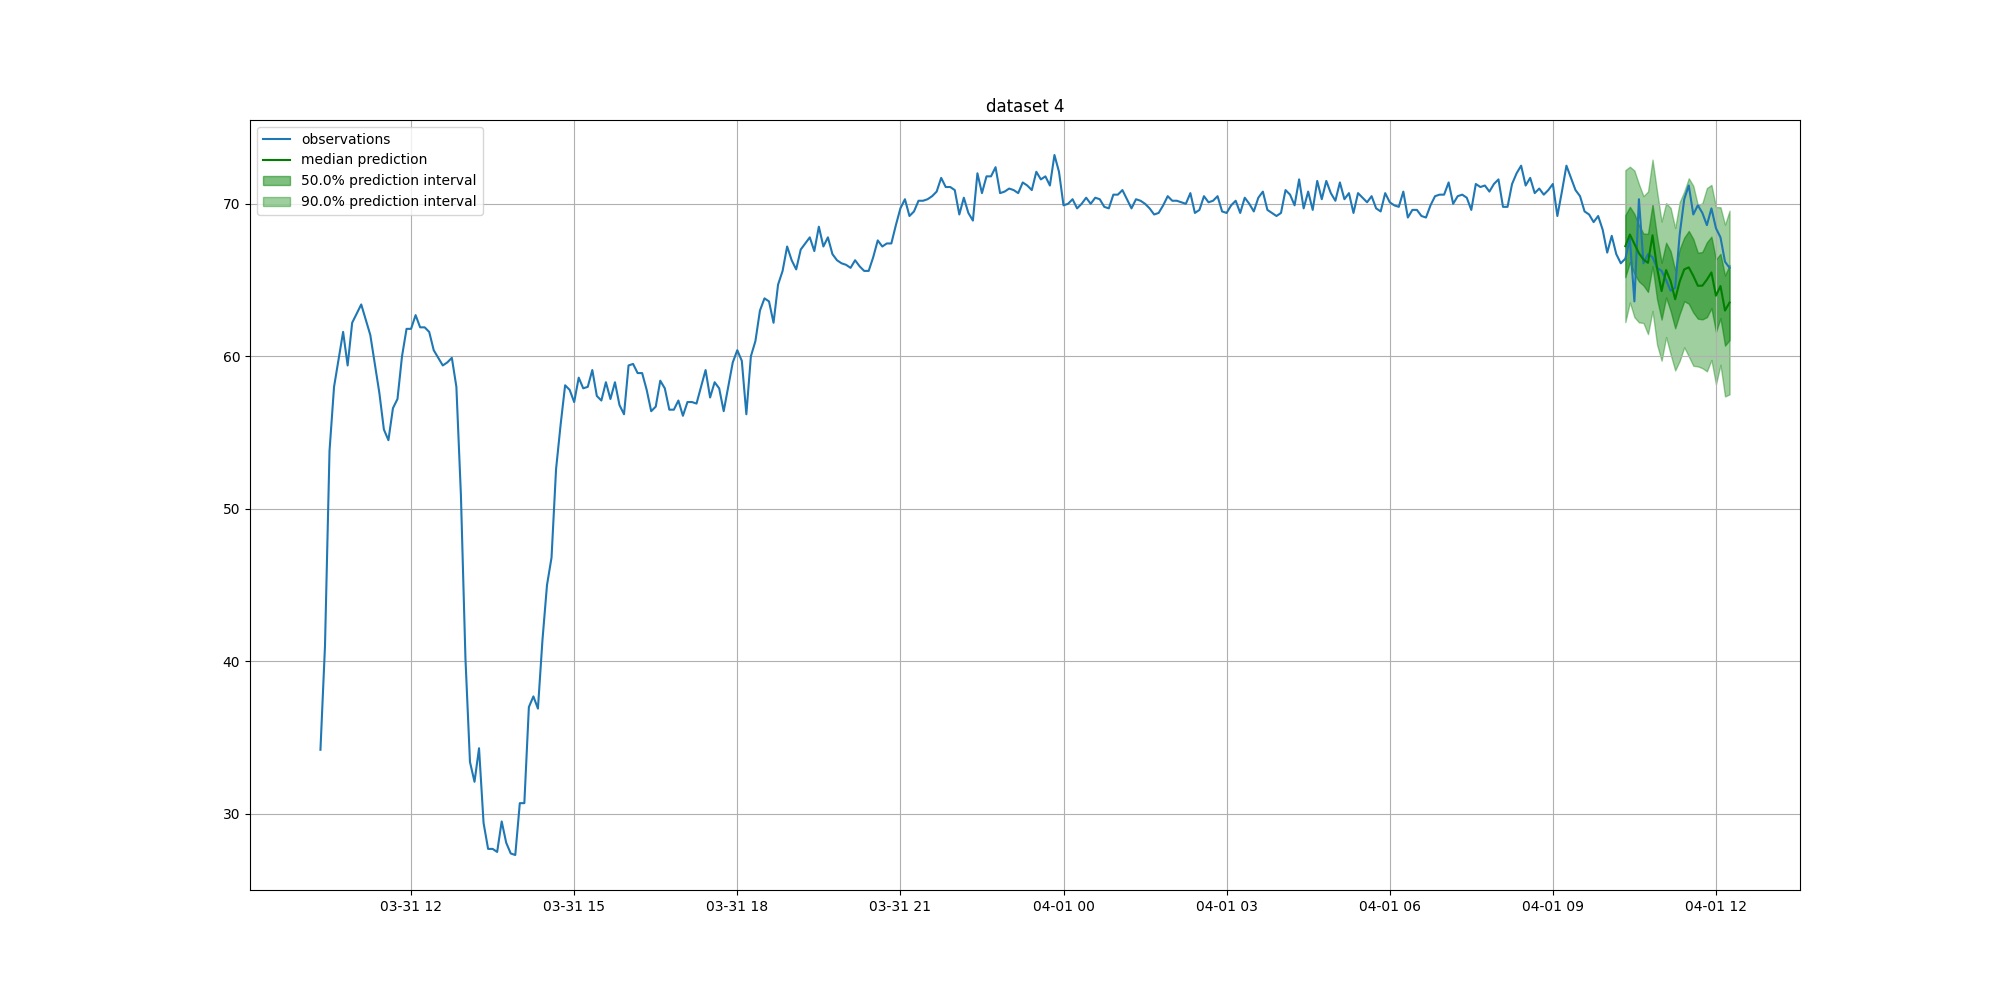 dataset 4
observations
median prediction
50.0% prediction interval
90.0% prediction interval
70
60
50
40
30
03-31 12
03-31 15
03-31 18
03-31 21
04-01 00
04-01 03
04-01 06
04-01 09
04-01 12